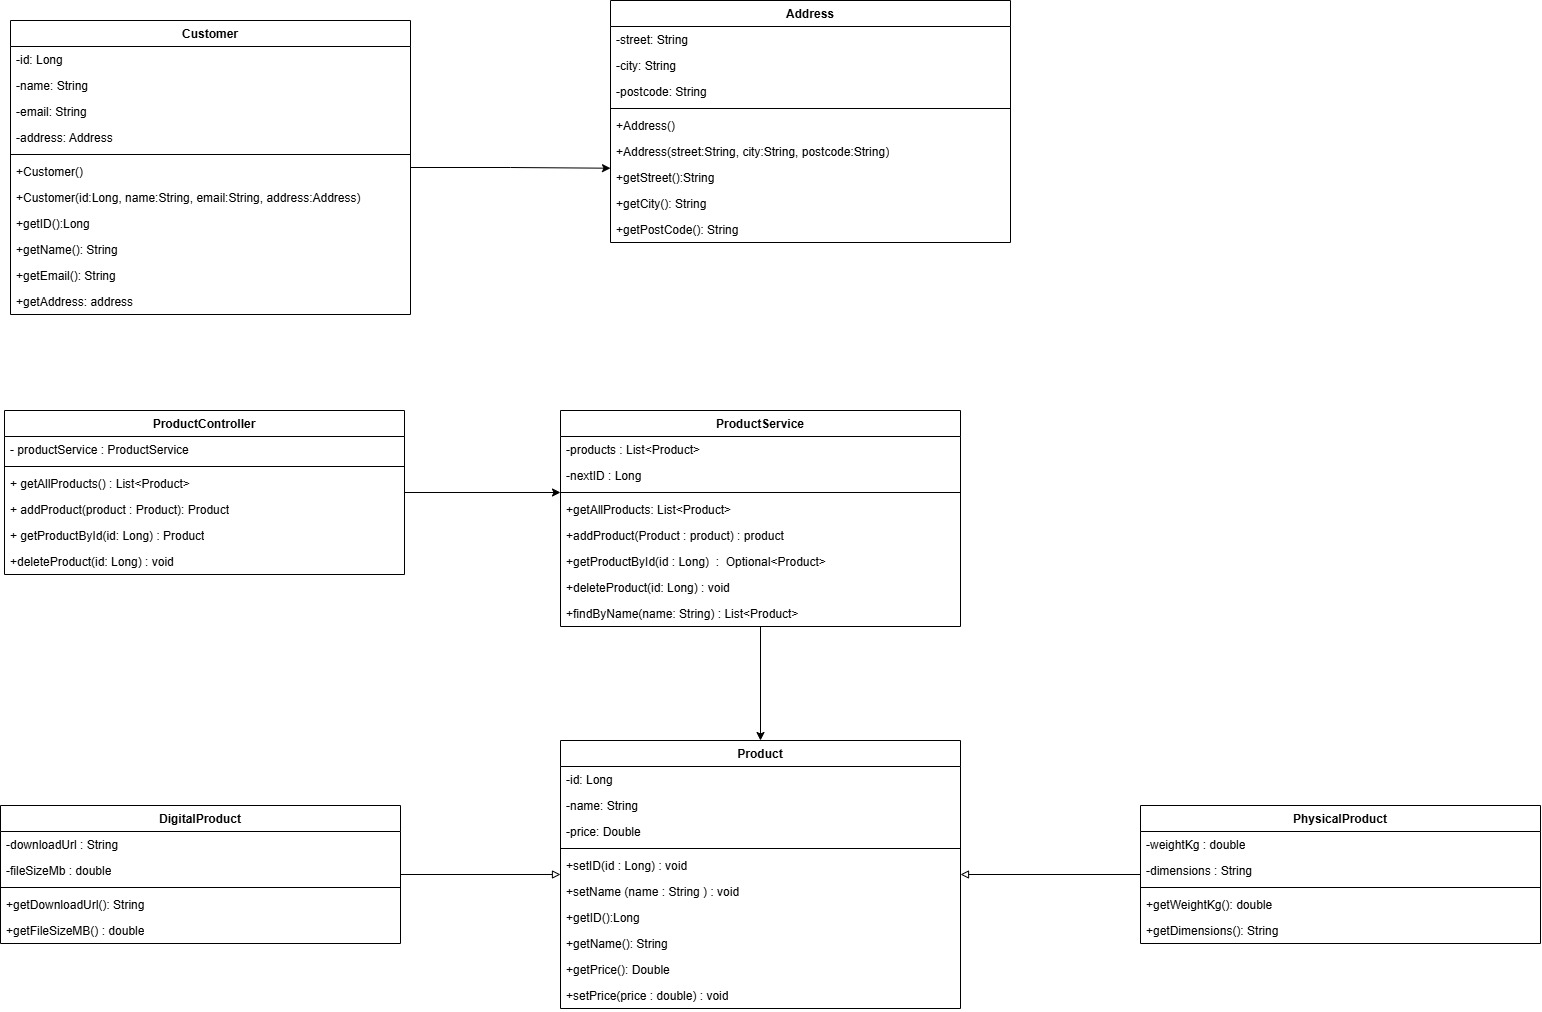 Customer
-id: Long
-name: String
-email: String
-address: Address
+Customer()
+Customer(id:Long, name:String, email:String, address:Address)
+getID():Long
+getName(): String
+getEmail(): String
+getAddress: address
Address
-street: String
-city: String
-postcode: String
+Address()
+Address(street:String, city:String, postcode:String)
+getStreet():String
+getCity(): String
+getPostCode(): String
ProductController
- productService : ProductService
+ getAllProducts() : List<Product>
+ addProduct(product : Product): Product
+ getProductById(id: Long) : Product
+deleteProduct(id: Long) : void
ProductService
-products : List<Product>
-nextID : Long
+getAllProducts: List<Product>
+addProduct(Product : product) : product
+getProductById(id : Long)  :  Optional<Product>
+deleteProduct(id: Long) : void
+findByName(name: String) : List<Product>
DigitalProduct
-downloadUrl : String
-fileSizeMb : double
+getDownloadUrl(): String
+getFileSizeMB() : double
Product
-id: Long
-name: String
-price: Double
+setID(id : Long) : void
+setName (name : String ) : void
+getID():Long
+getName(): String
+getPrice(): Double
+setPrice(price : double) : void
PhysicalProduct
-weightKg : double
-dimensions : String
+getWeightKg(): double
+getDimensions(): String